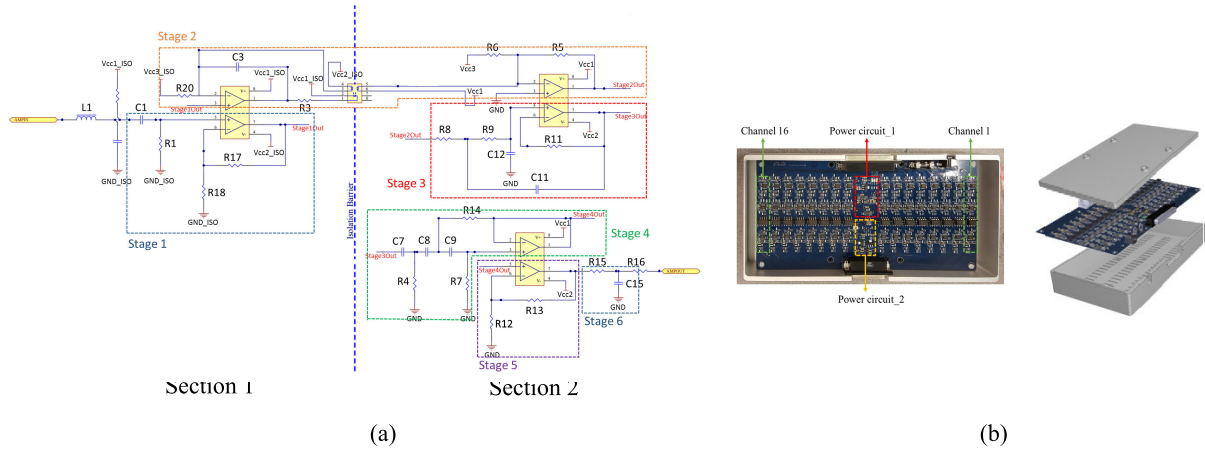 Stage 2
Vcc1_ISO
Vcc3_ISO
C3
Vcc1_ISO
Vcc1_ISO
Vcc2_ISO
R20
Stage1Out
R3
L1
C1
AMPIN
R1
Stage1Out
Vcc2_ISO
R17
R18
GND_ISO
GND_ISO
GND_ISO
Stage 1
Isolation Barrier
R6
R5
Vcc3
Vcc1
Vcc1
Stage2Out
GND
Stage2Out
R8
R9
Stage3Out
Vcc2
R11
C12
GND
C11
Stage 3
R14
Stage4Out
Vcc1
Stage 4
C7
C8
C9
Stage3Out
Stage4Out
R4
R7
GND
GND
Vcc2
R15
R16
AMPOUT
C15
GND
R12
R13
GND
Stage 6
Stage 5
Section 1
Section 2
(a)
Channel 16
Power circuit_1
Channel 1
Power circuit_2
(b)